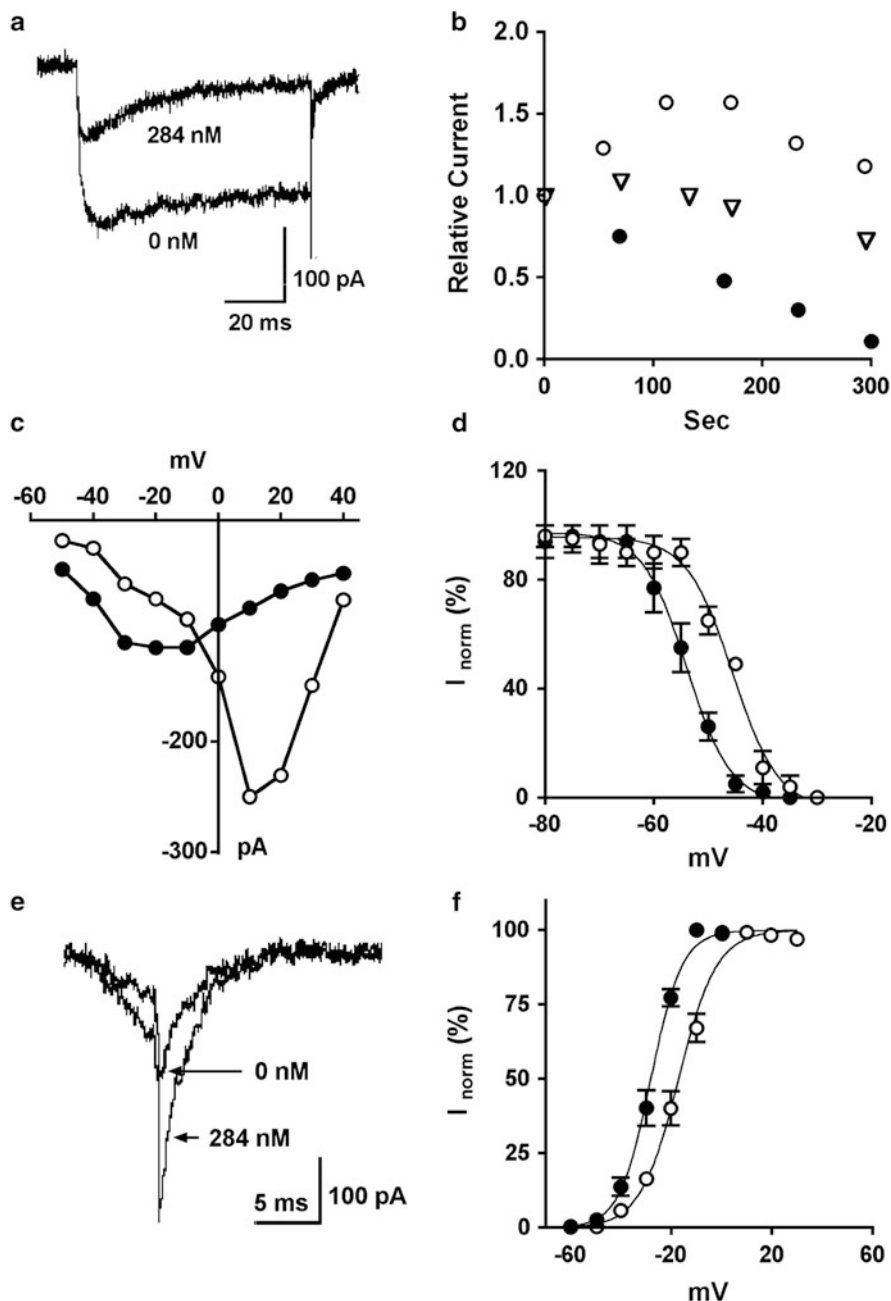 a
284 nM
0 nM
100 pA
20 ms
b
Relative Current
2.0
1.5
1.0
0.5
0.0
0 100 200 300
Sec
c
mV
-60 -40 -20 0 20 40
-200
-300
pA
d
I norm (%)
120
80
40
0
-80 -60 -40 -20
mV
e
0 nM
284 nM
5 ms
100 pA
f
I norm (%)
100
75
50
25
0
-60 -20 20 60
mV